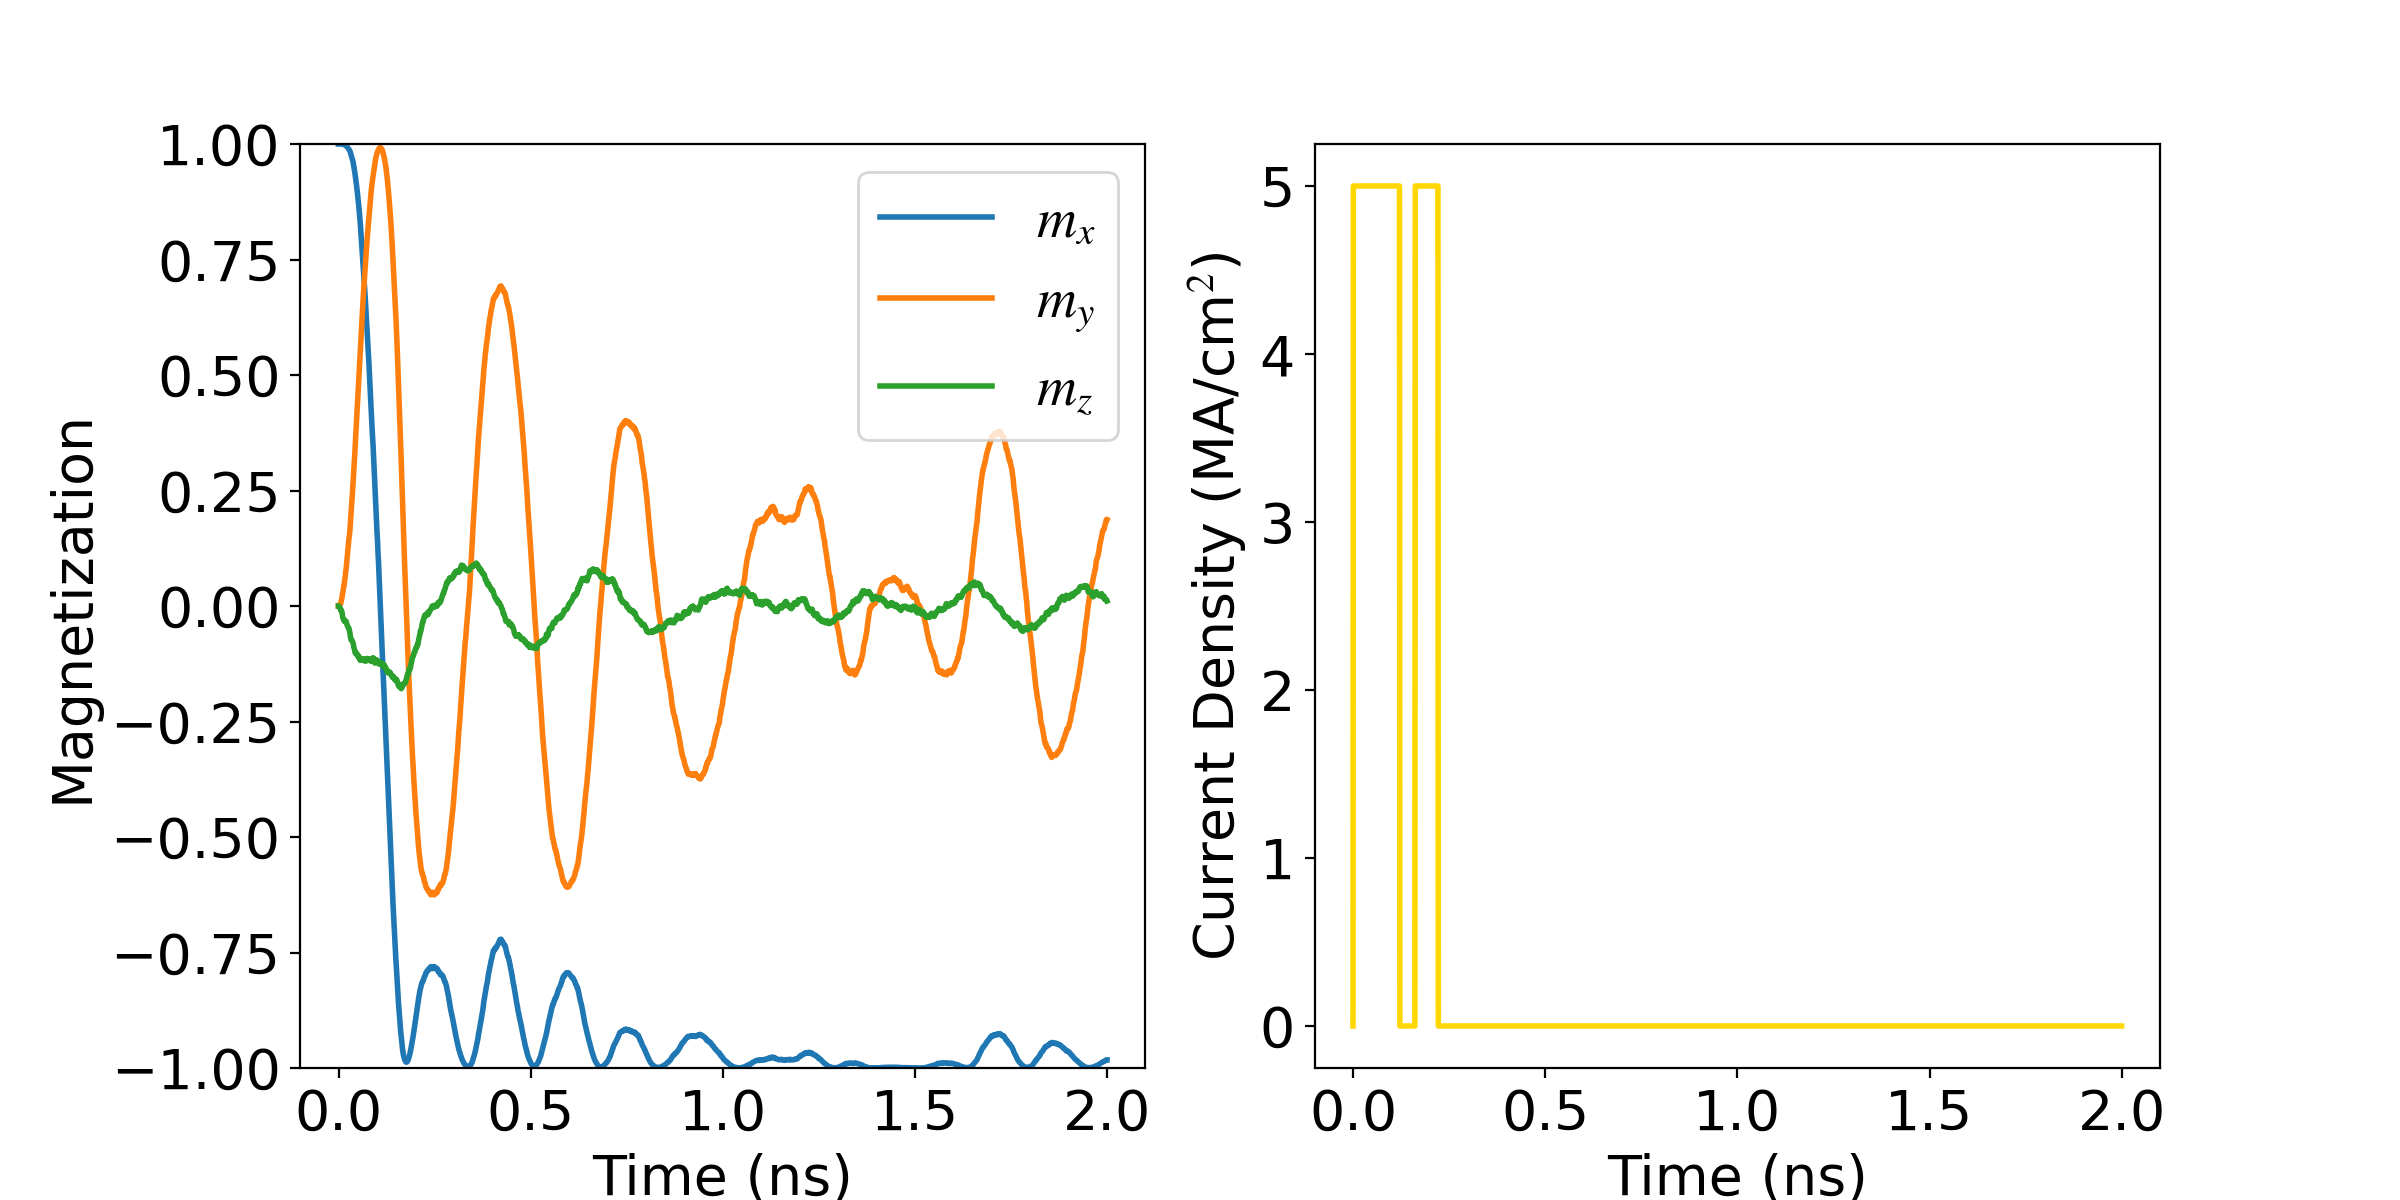 1.00
0.75
0.50
0.25
0.00
−0.25
−0.50
−0.75
−1.00
Magnetization
0.0 0.5 1.0 1.5 2.0
Time (ns)
m_x
m_y
m_z
5
4
3
2
1
0
Current Density (MA/cm²)
0.0 0.5 1.0 1.5 2.0
Time (ns)